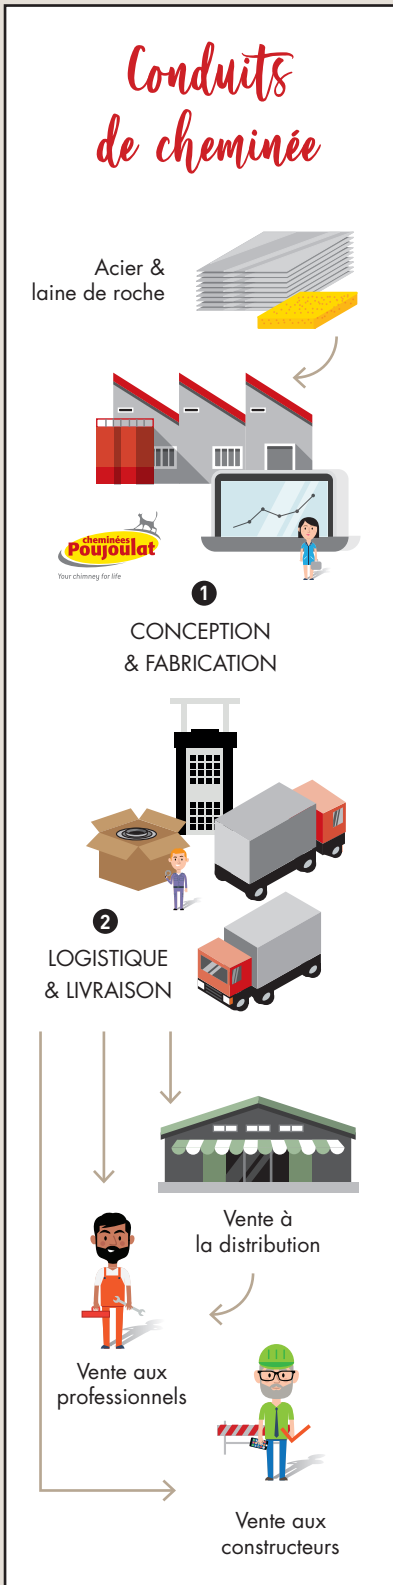 Conduits
de cheminée
Acier &
laine de roche
cheminées
Poujoulat
Your chimney for life
1
CONCEPTION
& FABRICATION
2
LOGISTIQUE
& LIVRAISON
Vente à
la distribution
Vente aux
professionnels
Vente aux
constructeurs